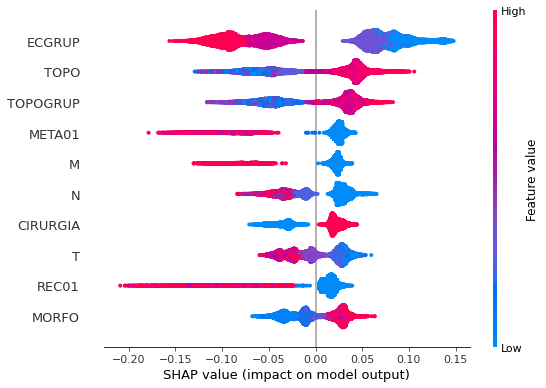 High
ECGRUP
TOPO
TOPOGRUP
META01
M
N
CIRURGIA
T
REC01
MORFO
Feature value
Low
−0.20 −0.15 −0.10 −0.05 0.00 0.05 0.10 0.15
SHAP value (impact on model output)